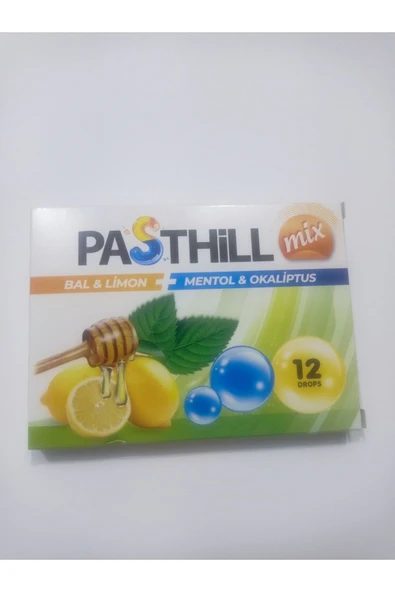 PASTHiLL mix
BAL & LİMON + MENTOL & OKALİPTUS
12
DROPS